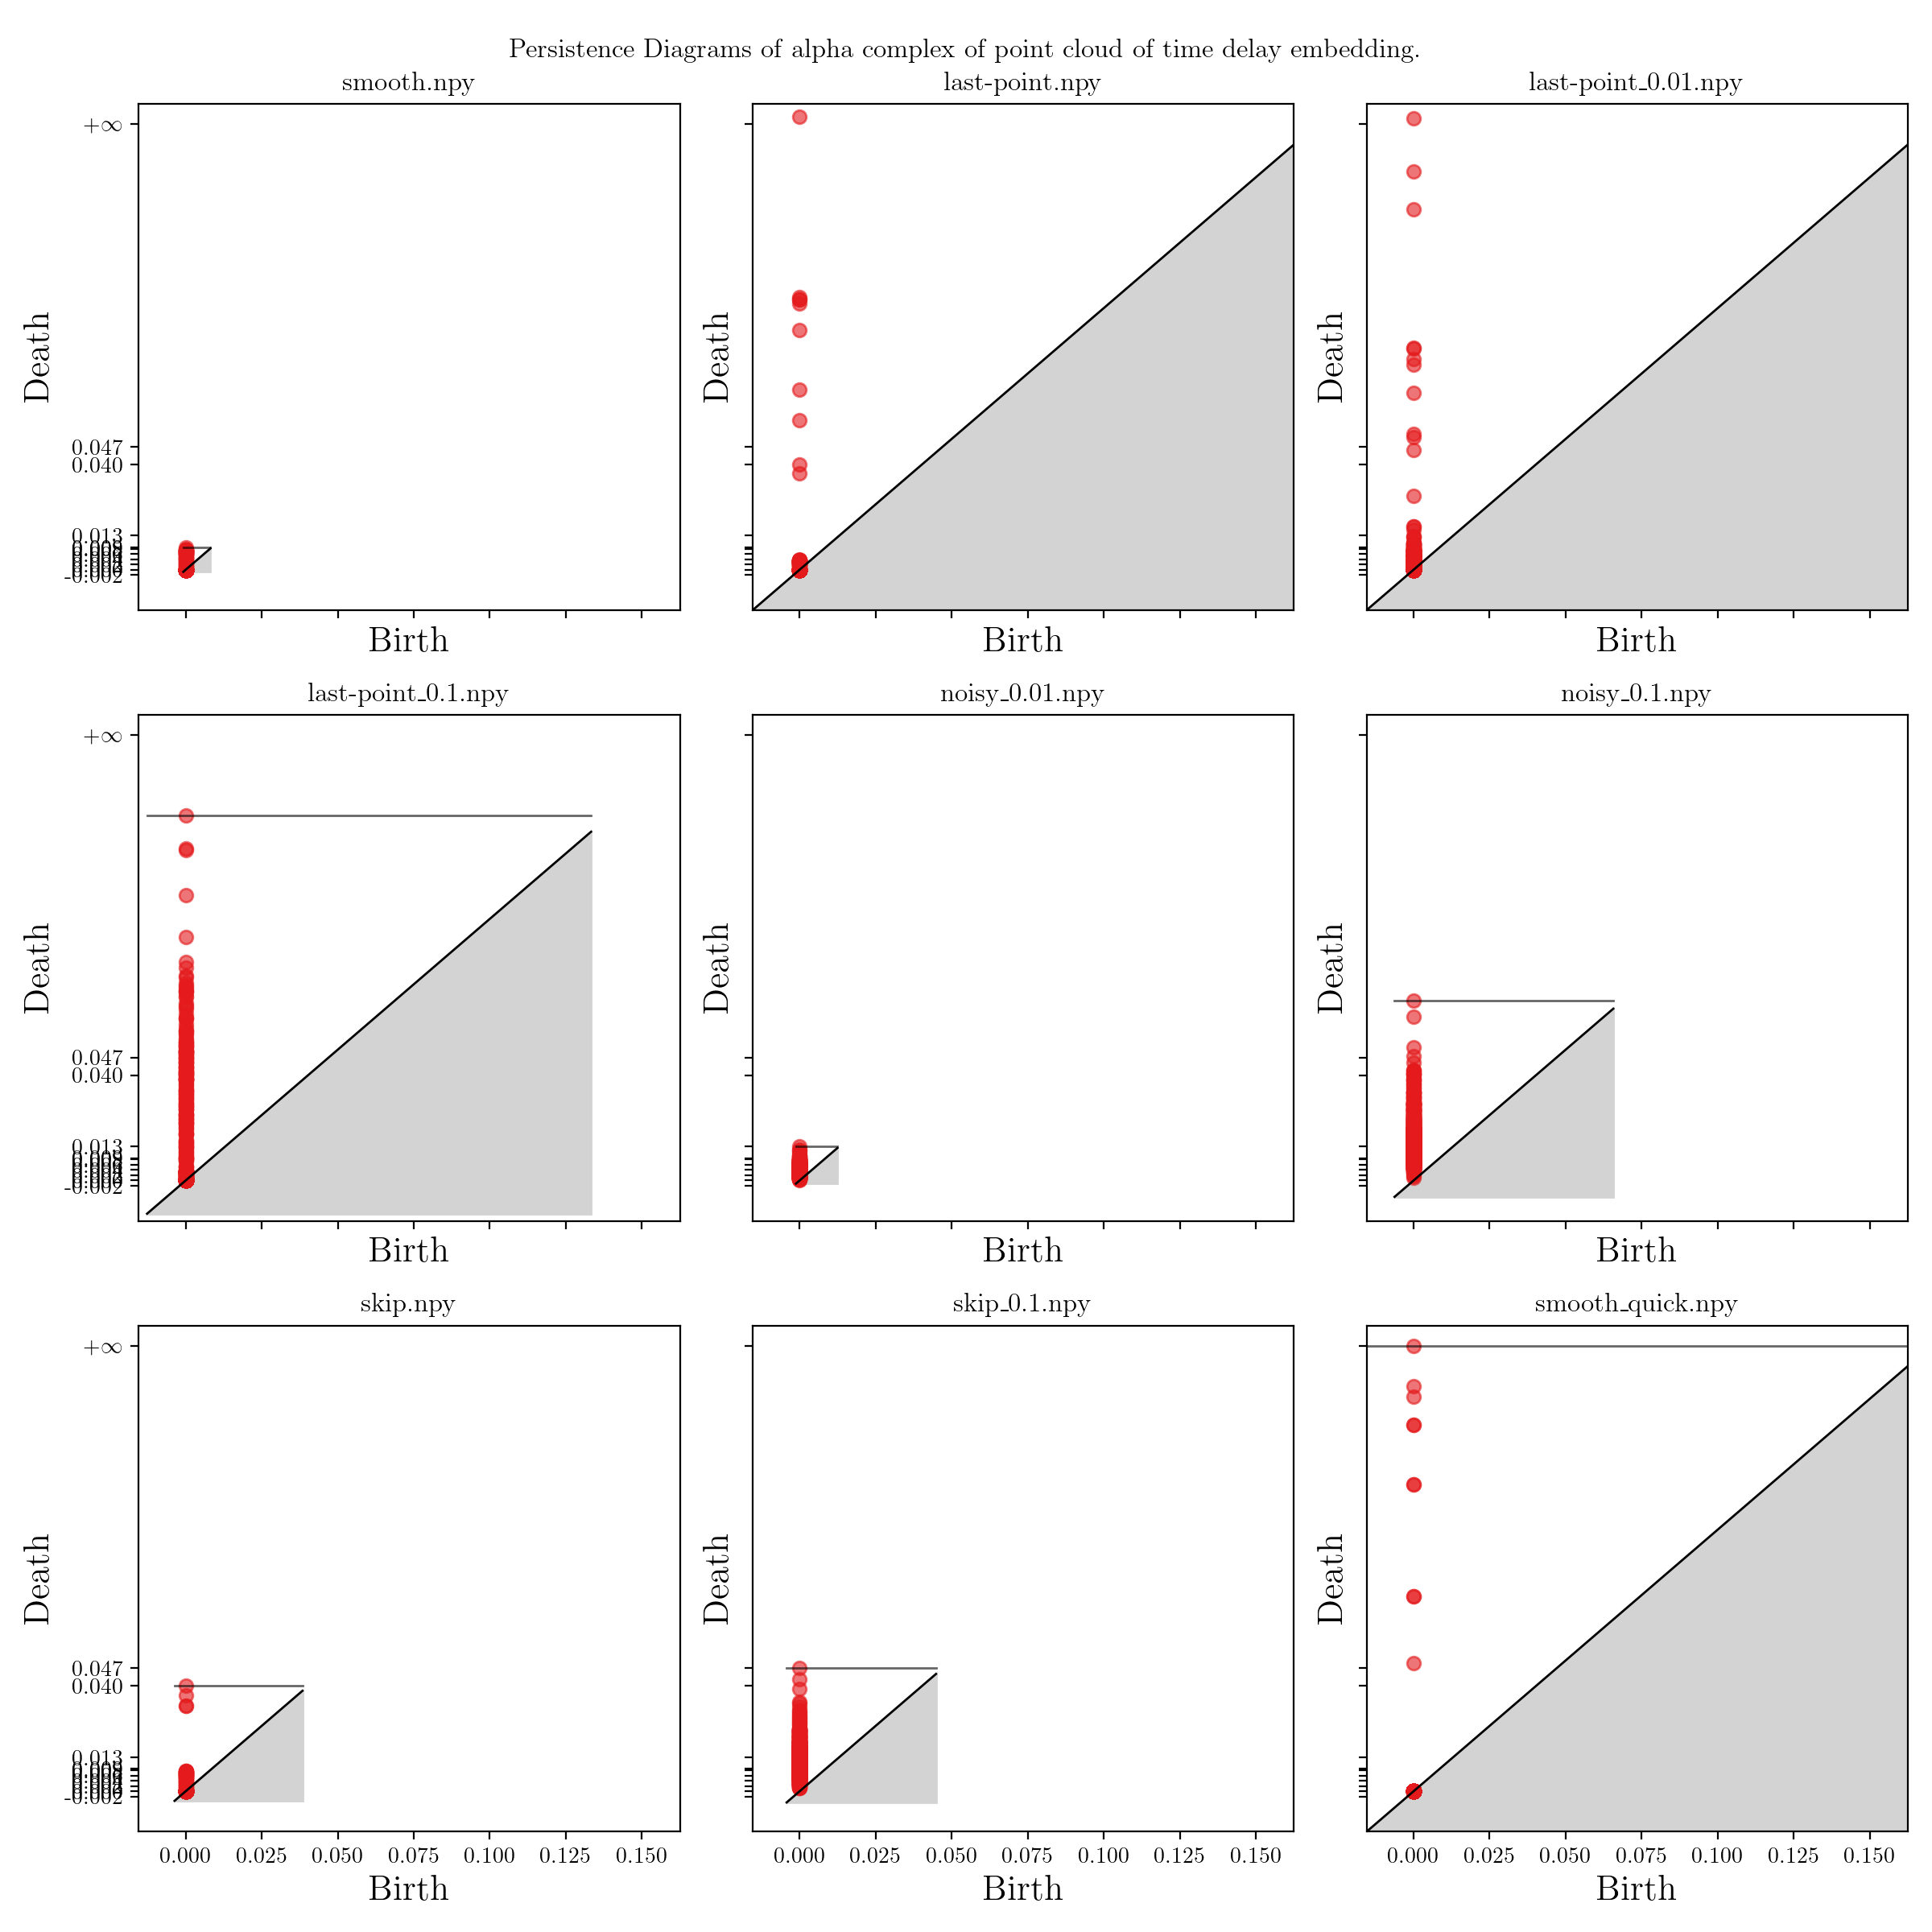 Persistence Diagrams of alpha complex of point cloud of time delay embedding.
smooth.npy last-point.npy last-point_0.01.npy
+∞
0.047
0.040
0.013
-0.002
Death Death Death
Birth Birth Birth
last-point_0.1.npy noisy_0.01.npy noisy_0.1.npy
+∞
0.047
0.040
0.013
-0.002
Death Death Death
Birth Birth Birth
skip.npy skip_0.1.npy smooth_quick.npy
+∞
0.047
0.040
0.013
-0.002
Death Death Death
0.000 0.025 0.050 0.075 0.100 0.125 0.150 0.000 0.025 0.050 0.075 0.100 0.125 0.150 0.000 0.025 0.050 0.075 0.100 0.125 0.150
Birth Birth Birth